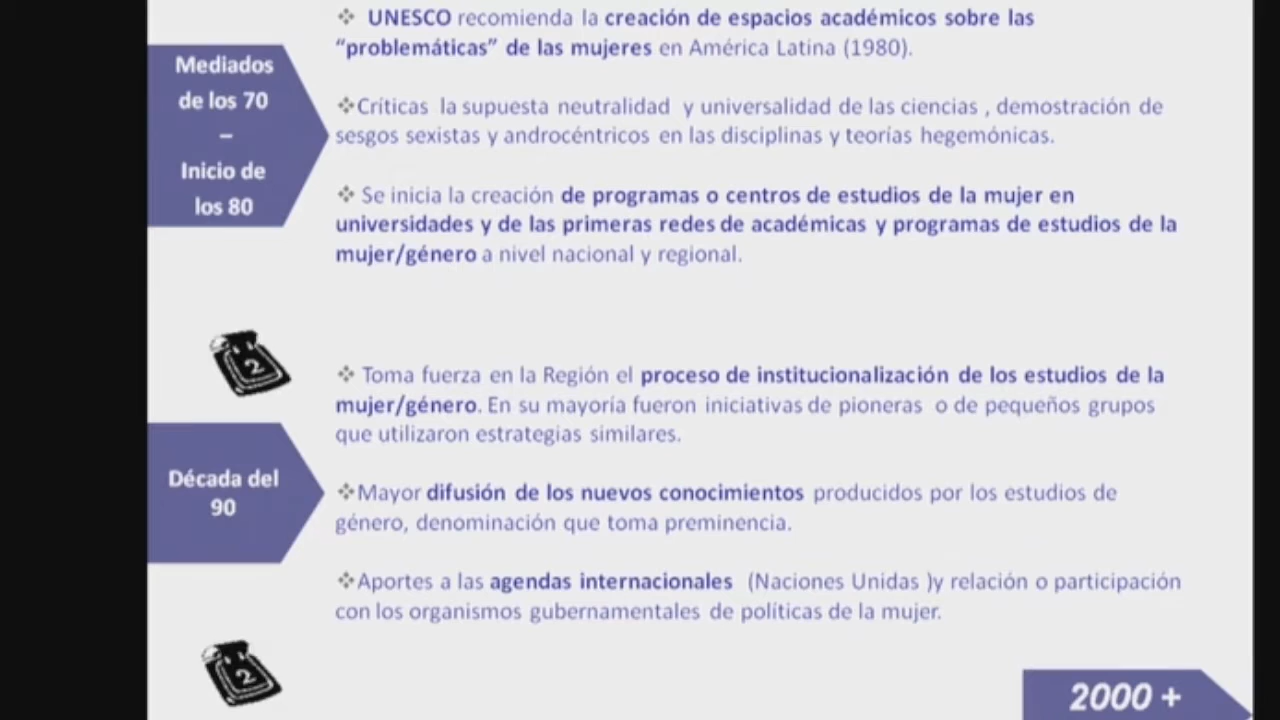 ❖ UNESCO recomienda la creación de espacios académicos sobre las
“problemáticas” de las mujeres en América Latina (1980).
Mediados
de los 70
–
Inicio de
los 80
❖Críticas la supuesta neutralidad y universalidad de las ciencias , demostración de
sesgos sexistas y androcéntricos en las disciplinas y teorías hegemónicas.
❖ Se inicia la creación de programas o centros de estudios de la mujer en
universidades y de las primeras redes de académicas y programas de estudios de la
mujer/género a nivel nacional y regional.
2
❖ Toma fuerza en la Región el proceso de institucionalización de los estudios de la
mujer/género. En su mayoría fueron iniciativas de pioneras o de pequeños grupos
que utilizaron estrategias similares.
Década del
90
❖Mayor difusión de los nuevos conocimientos producidos por los estudios de
género, denominación que toma preminencia.
❖Aportes a las agendas internacionales (Naciones Unidas )y relación o participación
con los organismos gubernamentales de políticas de la mujer.
2
2000 +